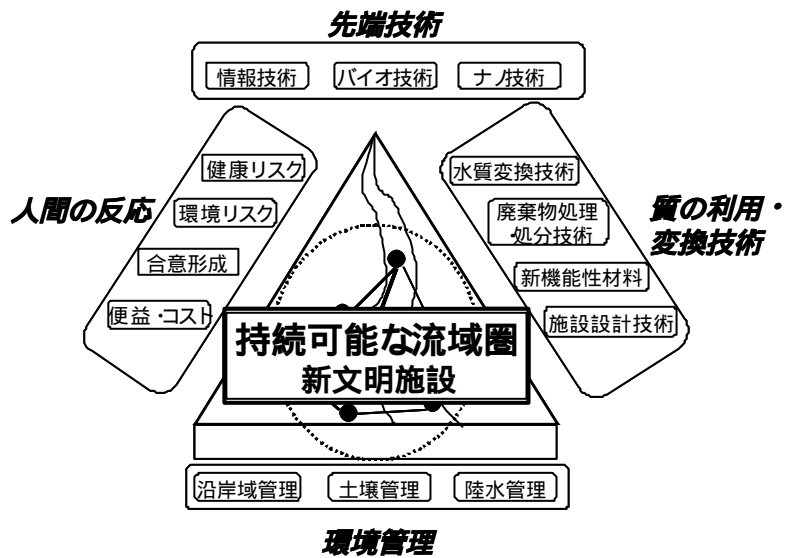 先端技術
情報技術 バイオ技術 ナノ技術
人間の反応
健康リスク
環境リスク
合意形成
便益・コスト
質の利用・
変換技術
水質変換技術
廃棄物処理
・処分技術
新機能性材料
施設設計技術
持続可能な流域圏
新文明施設
沿岸域管理 土壌管理 陸水管理
環境管理